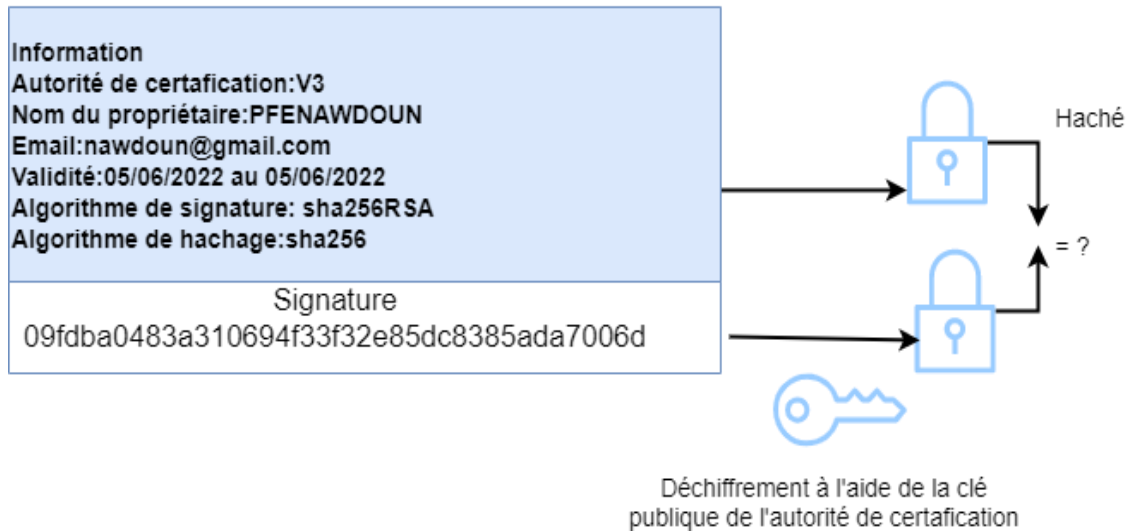 Information
Autorité de certafication:V3
Nom du propriétaire:PFENAWDOUN
Email:nawdoun@gmail.com
Validité:05/06/2022 au 05/06/2022
Algorithme de signature: sha256RSA
Algorithme de hachage:sha256
Signature
09fdba0483a310694f33f32e85dc8385ada7006d
Haché
= ?
Déchiffrement à l'aide de la clé
publique de l'autorité de certafication